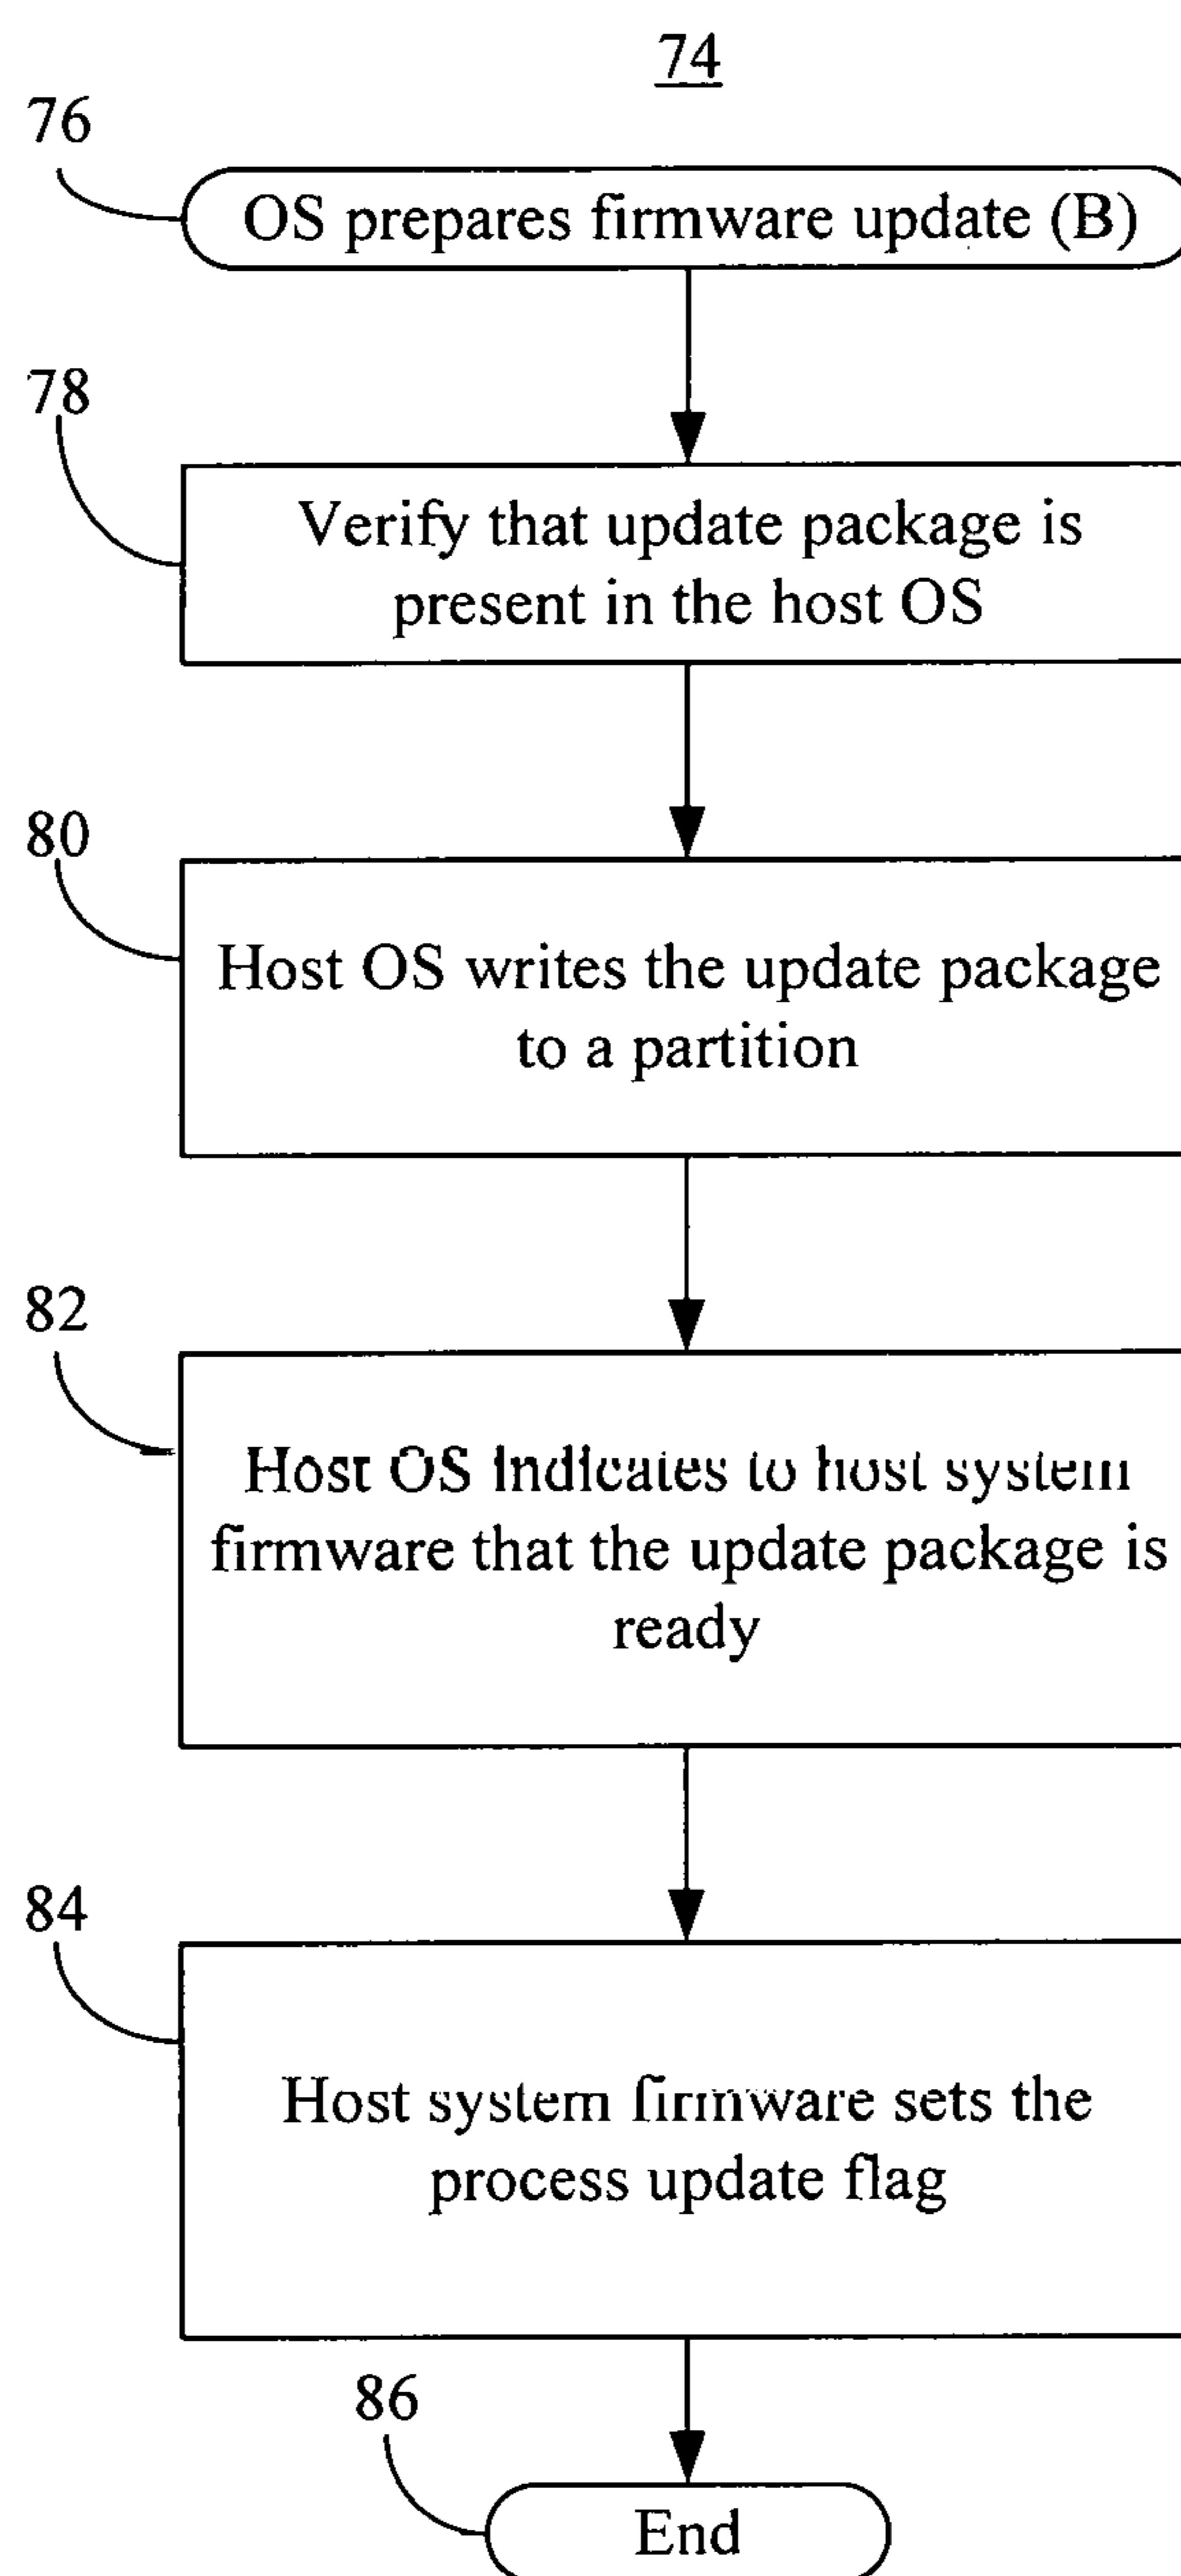 74
76
OS prepares firmware update (B)
78
Verify that update package is
present in the host OS
80
Host OS writes the update package
to a partition
82
Host OS indicates to host system
firmware that the update package is
ready
84
Host system firmware sets the
process update flag
86
End